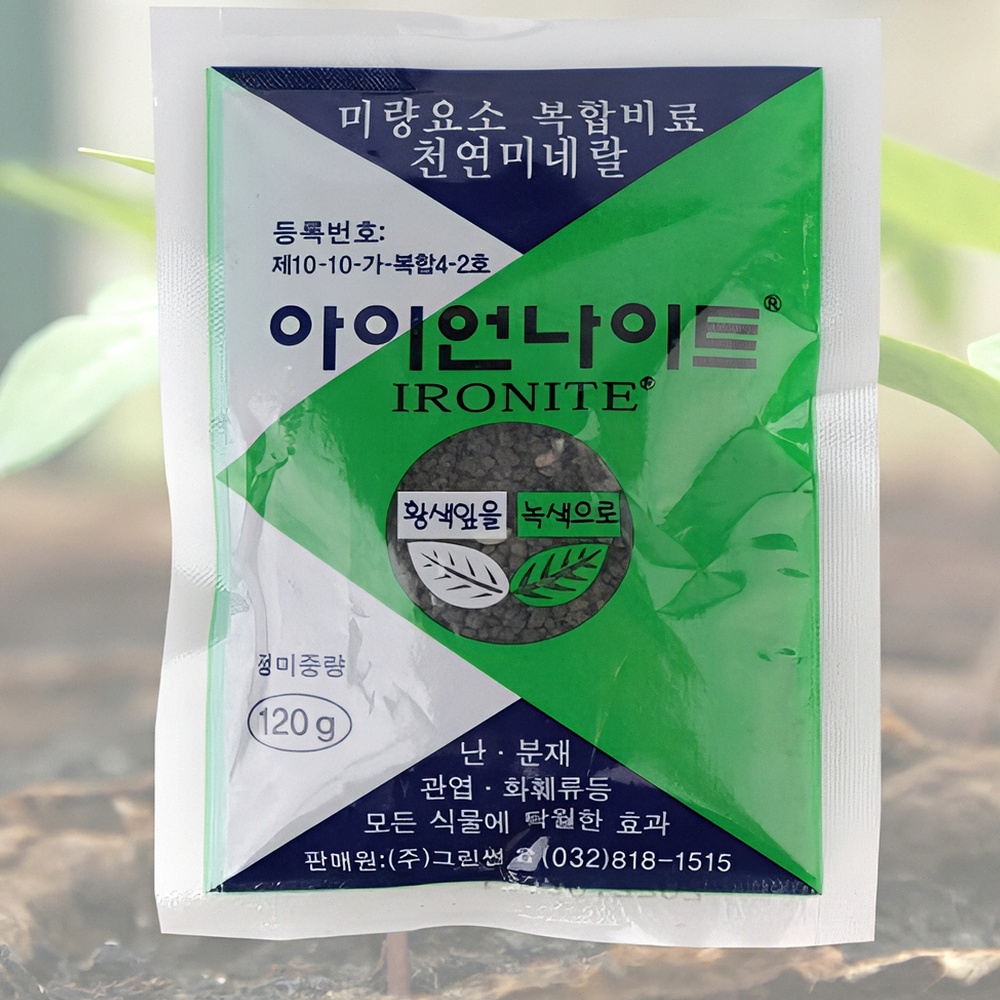 미량요소 복합비료
천연미네랄
등록번호:
제10-10-가-복합4-2호
아이언나이트®
IRONITE®
황색잎을 녹색으로
정미중량
120g
난·분재
관엽·화훼류등
모든 식물에 탁월한 효과
판매원:(주)그린썬 ☎(032)818-1515